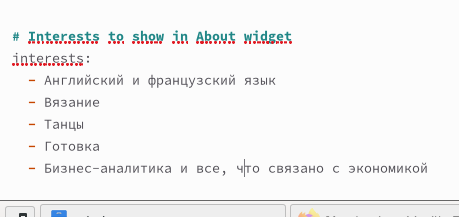 # Interests to show in About widget
interests:
- Английский и французский язык
- Вязание
- Танцы
- Готовка
- Бизнес-аналитика и все, что связано с экономикой